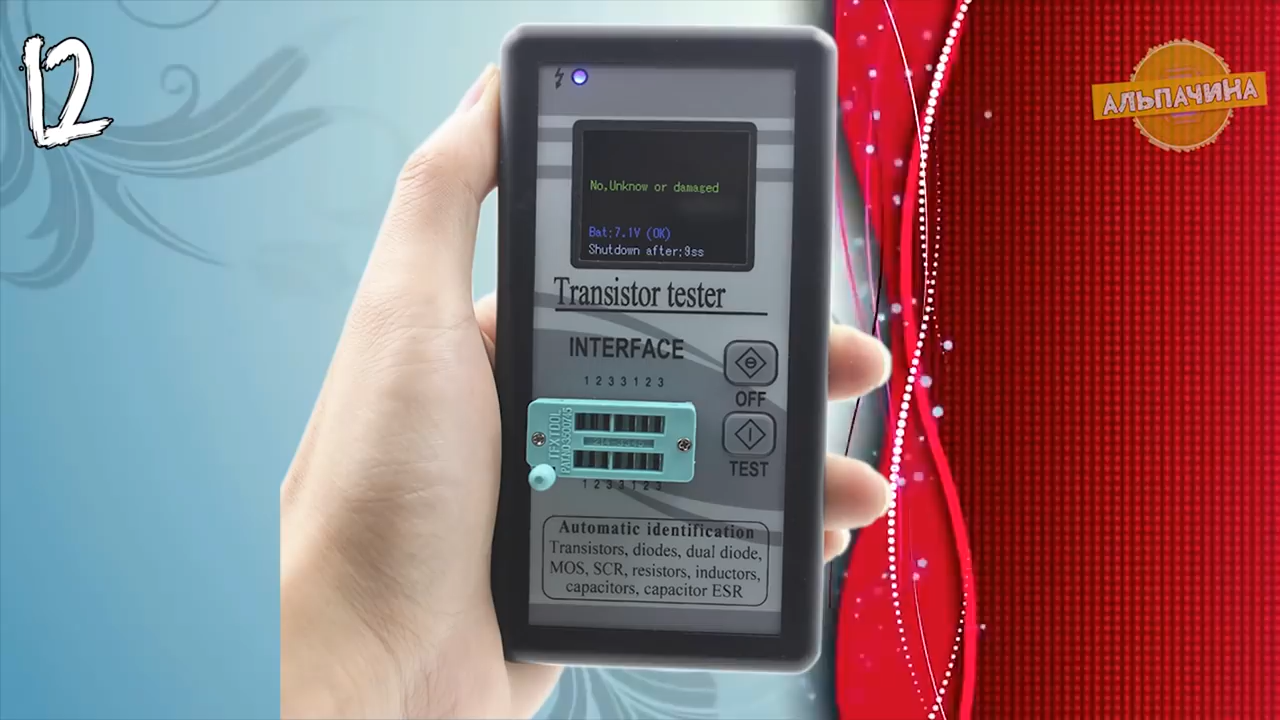 12
АЛЬПАЧИНА
No,Unknow or damaged
Bat:7.1V (OK)
Shutdown after:9ss
Transistor tester
INTERFACE
1 2 3 3 1 2 3
OFF
TEXTOOL
TEST
1 2 3 3 1 2 3
Automatic identification
Transistors, diodes, dual diode,
MOS, SCR, resistors, inductors,
capacitors, capacitor ESR